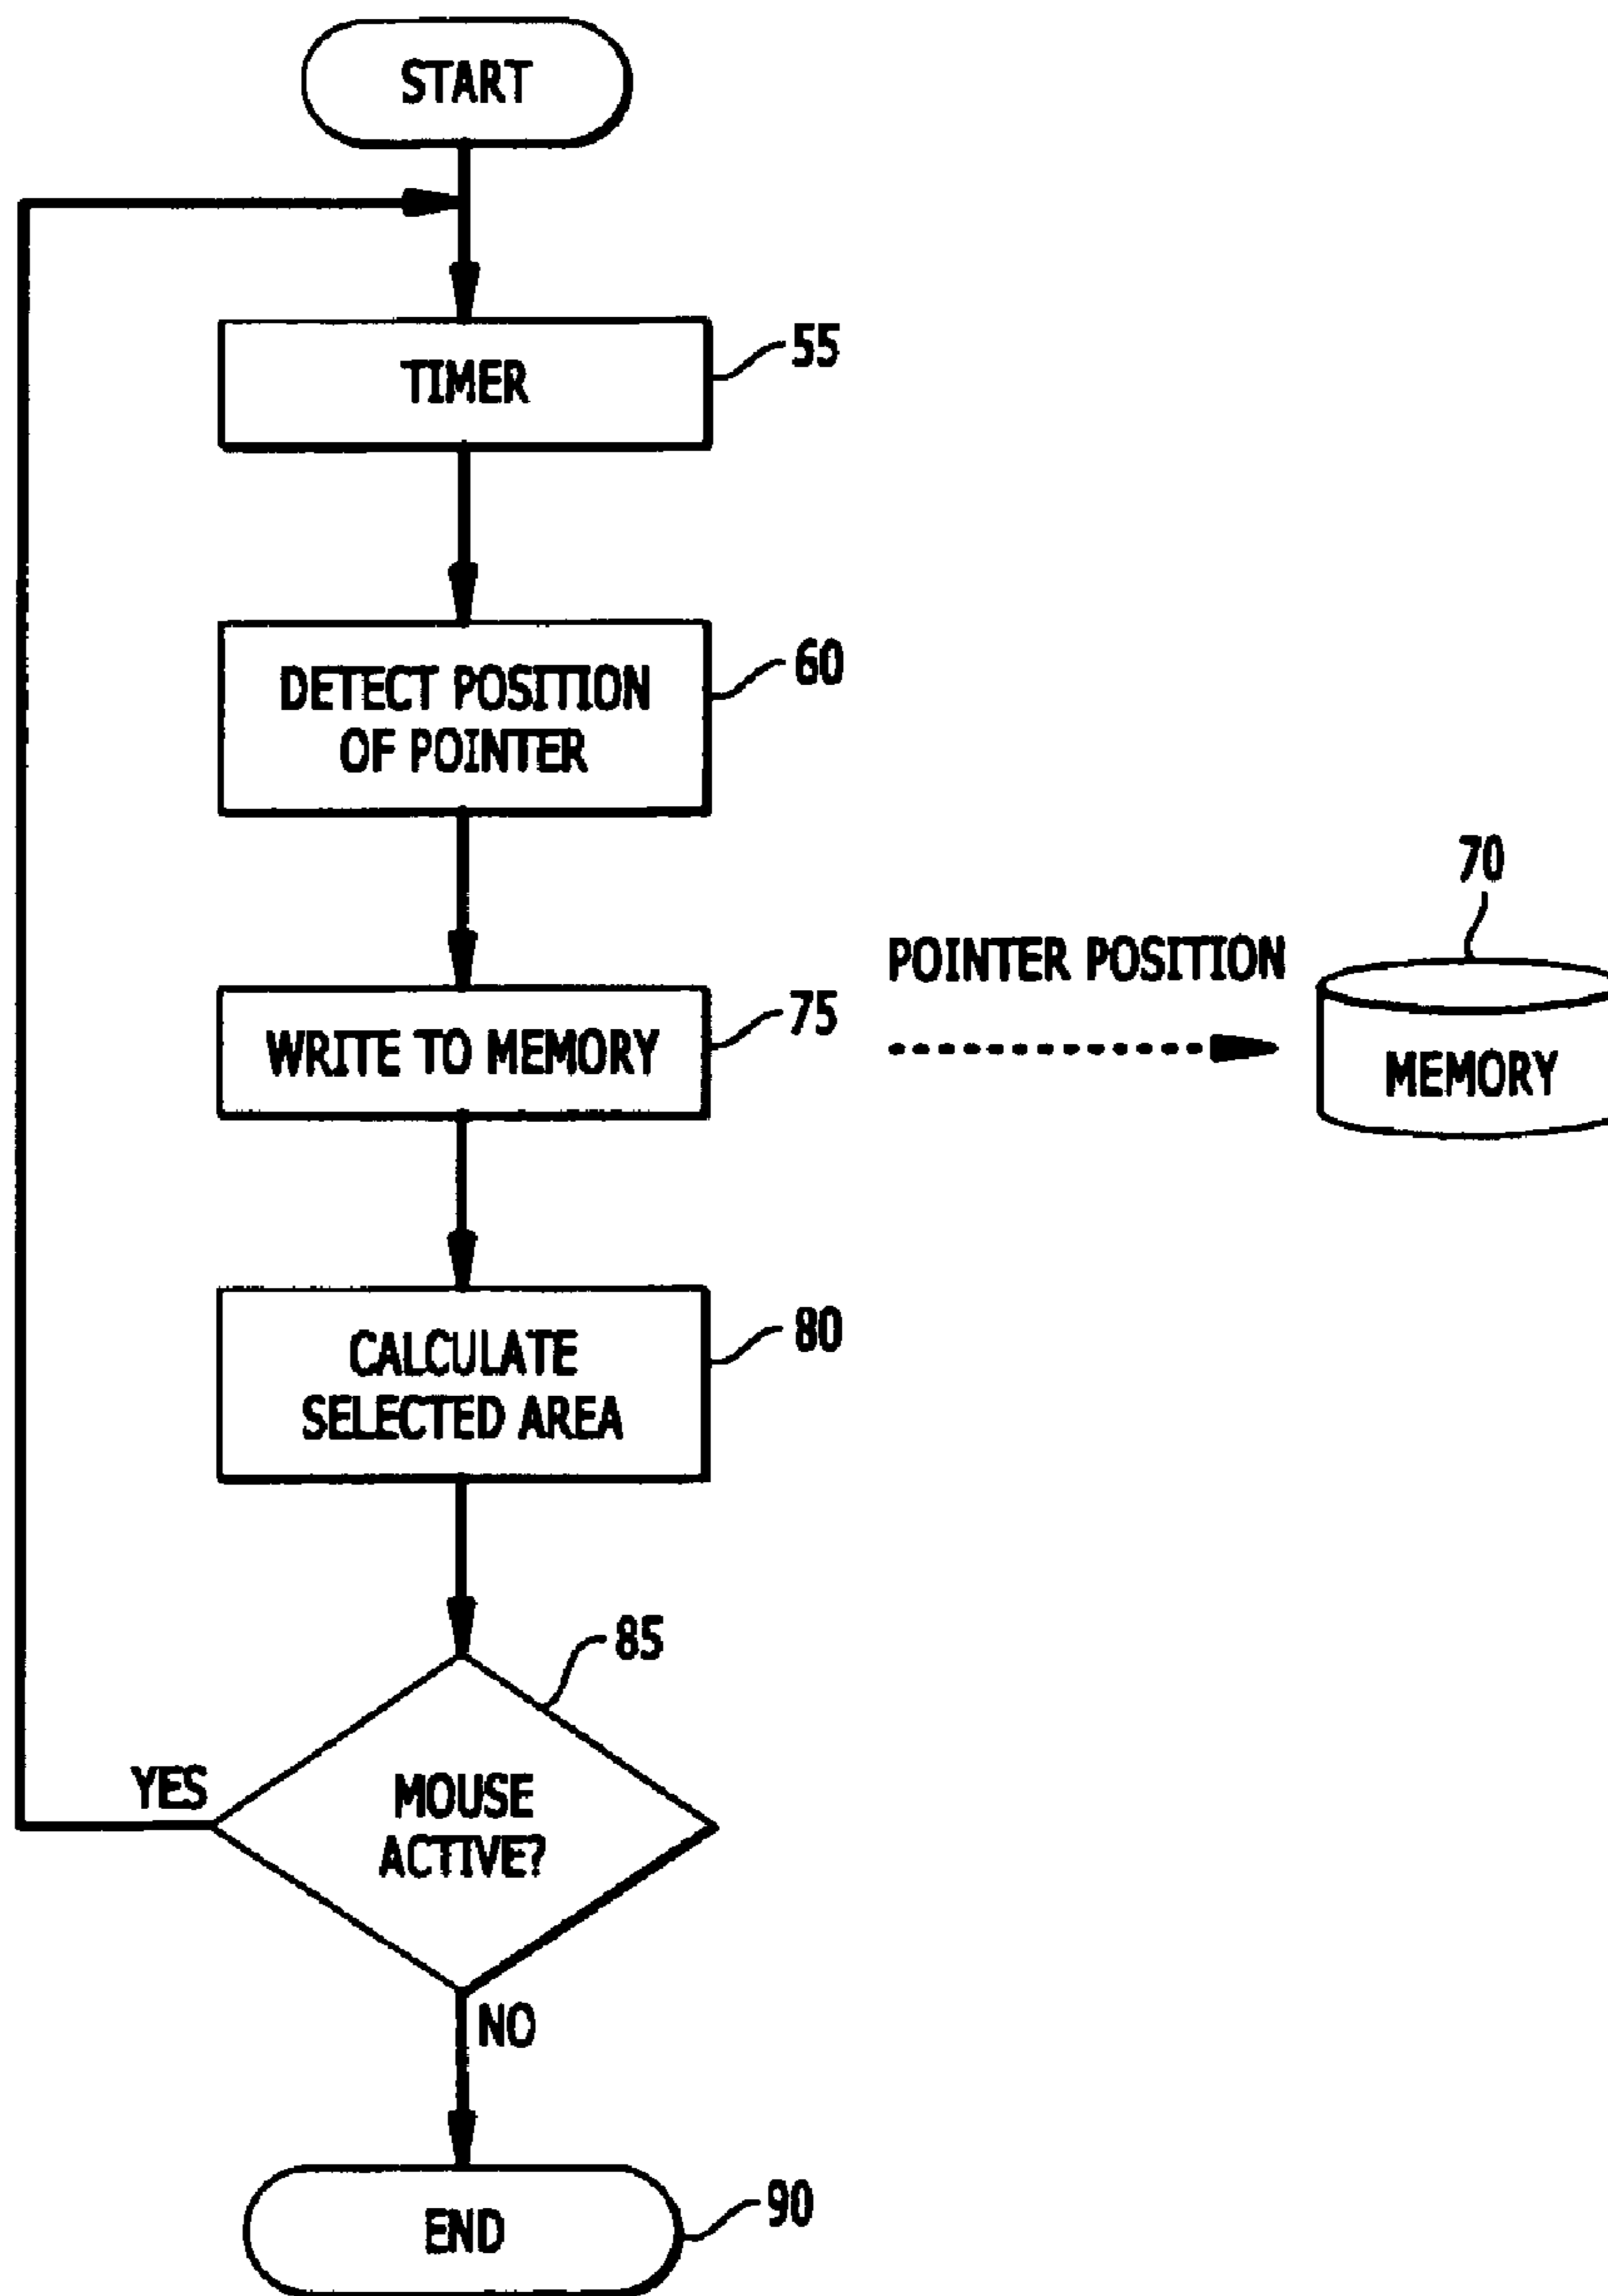 START
TIMER
55
DETECT POSITION
OF POINTER
60
WRITE TO MEMORY
75
POINTER POSITION
70
MEMORY
CALCULATE
SELECTED AREA
80
85
MOUSE
ACTIVE?
YES
NO
END
90